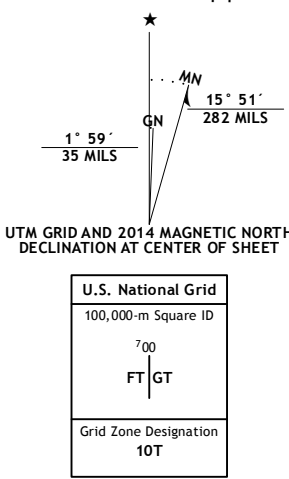 ★
MN
15° 51´
282 MILS
GN
1° 59´
35 MILS
UTM GRID AND 2014 MAGNETIC NORTH
DECLINATION AT CENTER OF SHEET
U.S. National Grid
100,000-m Square ID
⁷00
FT GT
Grid Zone Designation
10T